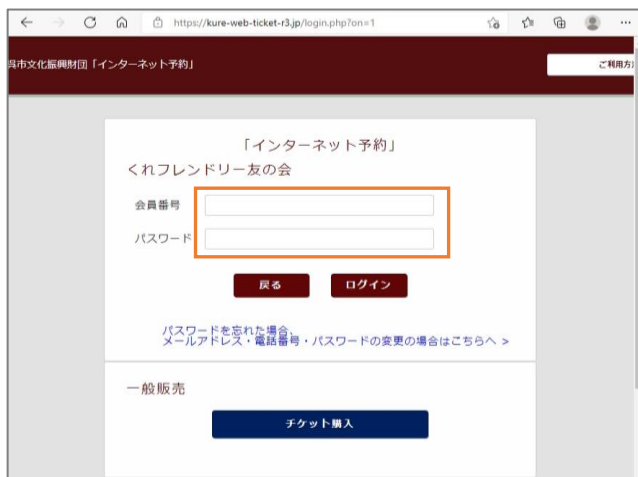 https://kure-web-ticket-r3.jp/login.php?on=1
呉市文化振興財団「インターネット予約」
ご利用方
「インターネット予約」
くれフレンドリー友の会
会員番号
パスワード
戻る ログイン
パスワードを忘れた場合、
メールアドレス・電話番号・パスワードの変更の場合はこちらへ >
一般販売
チケット購入